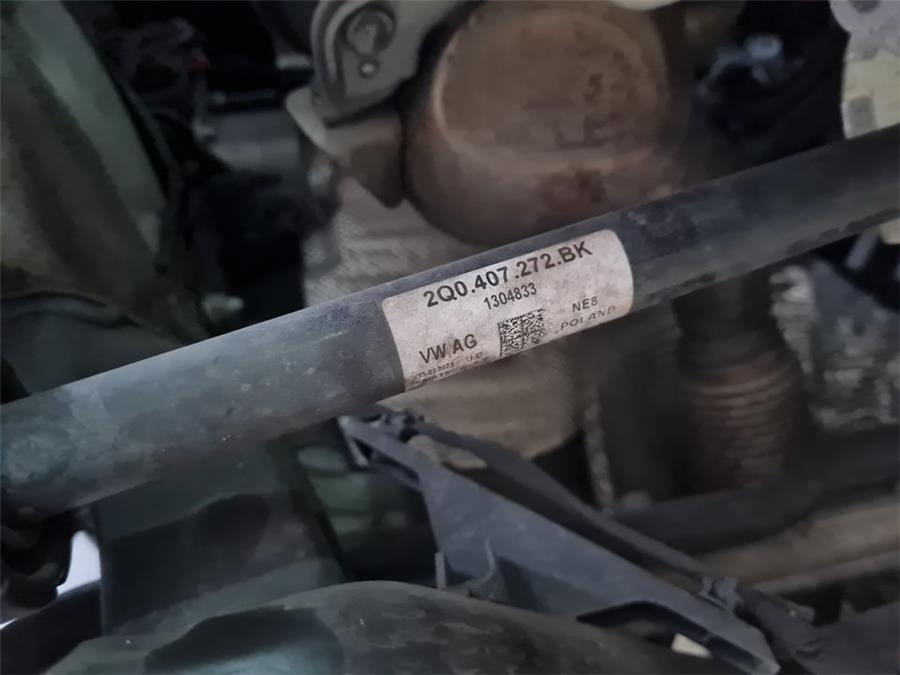 2Q0.407.272.BK
1304833
VW AG
NE8
POLAND